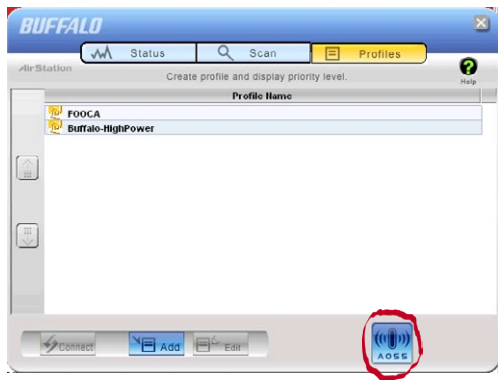 BUFFALO
Status Scan Profiles
AirStation
Create profile and display priority level.
Help
Profile Name
FOOCA
Buffalo-HighPower
Connect Add Edit
AOSS